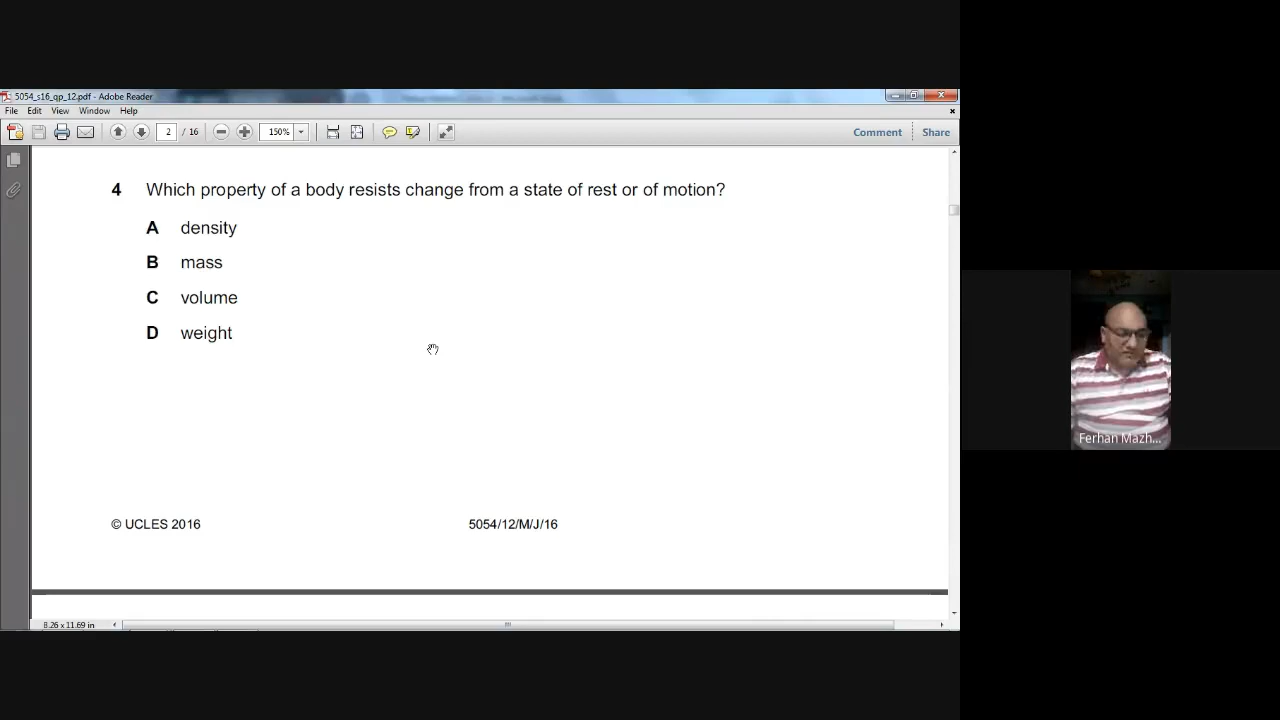 5054_s16_qp_12.pdf - Adobe Reader
File Edit View Window Help
2 / 16 150% Comment Share
4 Which property of a body resists change from a state of rest or of motion?
A density
B mass
C volume
D weight
Ferhan Mazh...
© UCLES 2016 5054/12/M/J/16
8.26 x 11.69 in